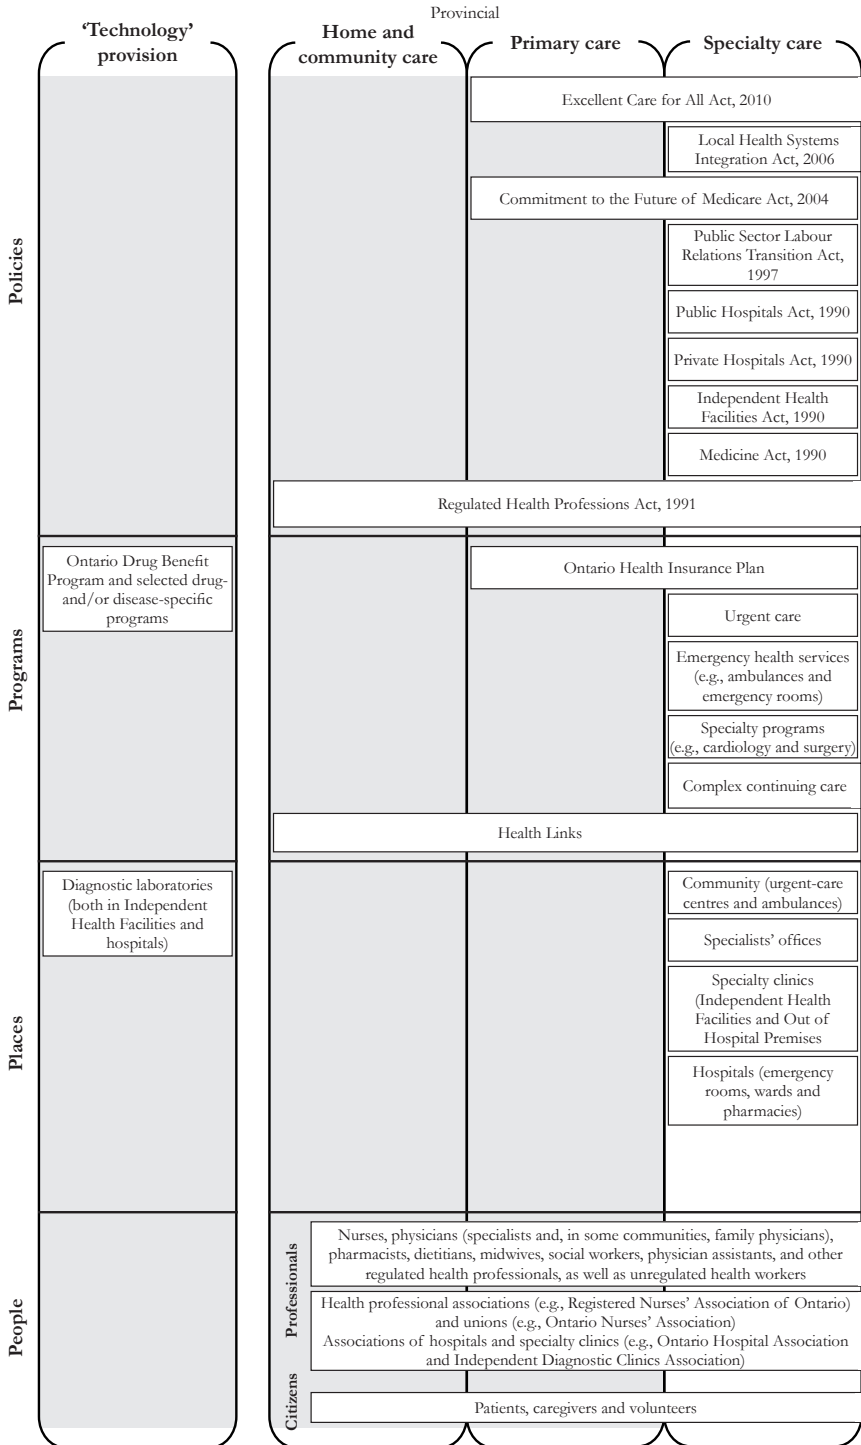 Provincial
‘Technology’
provision
Home and
community care
Primary care
Specialty care
Policies
Excellent Care for All Act, 2010
Local Health Systems
Integration Act, 2006
Commitment to the Future of Medicare Act, 2004
Public Sector Labour
Relations Transition Act,
1997
Public Hospitals Act, 1990
Private Hospitals Act, 1990
Independent Health
Facilities Act, 1990
Medicine Act, 1990
Regulated Health Professions Act, 1991
Programs
Ontario Drug Benefit
Program and selected drug-
and/or disease-specific
programs
Ontario Health Insurance Plan
Urgent care
Emergency health services
(e.g., ambulances and
emergency rooms)
Specialty programs
(e.g., cardiology and surgery)
Complex continuing care
Health Links
Places
Diagnostic laboratories
(both in Independent
Health Facilities and
hospitals)
Community (urgent-care
centres and ambulances)
Specialists’ offices
Specialty clinics
(Independent Health
Facilities and Out of
Hospital Premises
Hospitals (emergency
rooms, wards and
pharmacies)
People
Professionals
Nurses, physicians (specialists and, in some communities, family physicians),
pharmacists, dietitians, midwives, social workers, physician assistants, and other
regulated health professionals, as well as unregulated health workers
Health professional associations (e.g., Registered Nurses’ Association of Ontario)
and unions (e.g., Ontario Nurses’ Association)
Associations of hospitals and specialty clinics (e.g., Ontario Hospital Association
and Independent Diagnostic Clinics Association)
Citizens
Patients, caregivers and volunteers